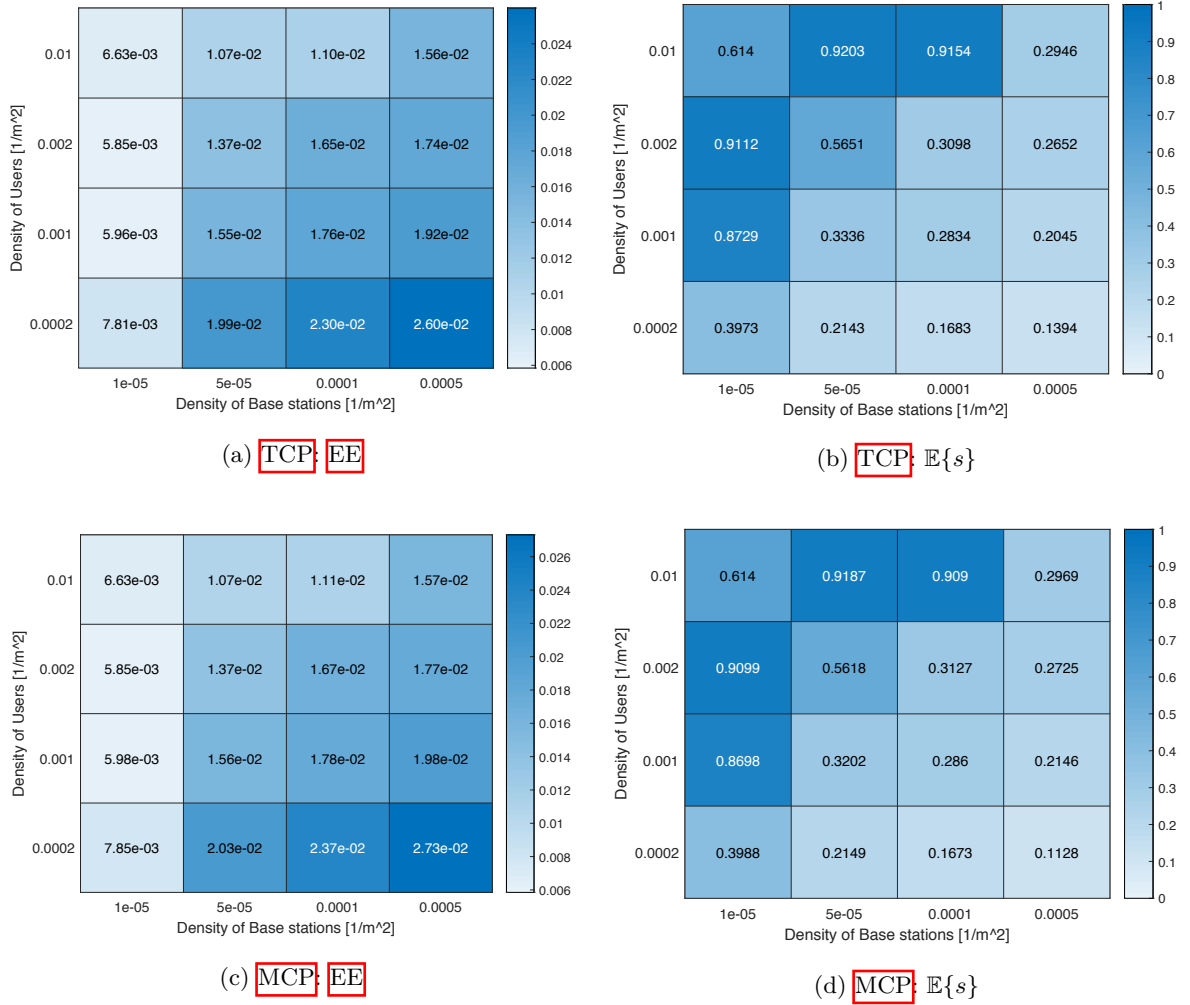 0.01 6.63e-03 1.07e-02 1.10e-02 1.56e-02
0.002 5.85e-03 1.37e-02 1.65e-02 1.74e-02
0.001 5.96e-03 1.55e-02 1.76e-02 1.92e-02
0.0002 7.81e-03 1.99e-02 2.30e-02 2.60e-02
1e-05 5e-05 0.0001 0.0005
Density of Base stations [1/m^2]
Density of Users [1/m^2]
0.024
0.022
0.02
0.018
0.016
0.014
0.012
0.01
0.008
0.006
(a) TCP: EE
0.01 0.614 0.9203 0.9154 0.2946
0.002 0.9112 0.5651 0.3098 0.2652
0.001 0.8729 0.3336 0.2834 0.2045
0.0002 0.3973 0.2143 0.1683 0.1394
1e-05 5e-05 0.0001 0.0005
Density of Base stations [1/m^2]
Density of Users [1/m^2]
1
0.9
0.8
0.7
0.6
0.5
0.4
0.3
0.2
0.1
0
(b) TCP: 𝔼{s}
0.01 6.63e-03 1.07e-02 1.11e-02 1.57e-02
0.002 5.85e-03 1.37e-02 1.67e-02 1.77e-02
0.001 5.98e-03 1.56e-02 1.78e-02 1.98e-02
0.0002 7.85e-03 2.03e-02 2.37e-02 2.73e-02
1e-05 5e-05 0.0001 0.0005
Density of Base stations [1/m^2]
Density of Users [1/m^2]
0.026
0.024
0.022
0.02
0.018
0.016
0.014
0.012
0.01
0.008
0.006
(c) MCP: EE
0.01 0.614 0.9187 0.909 0.2969
0.002 0.9099 0.5618 0.3127 0.2725
0.001 0.8698 0.3202 0.286 0.2146
0.0002 0.3988 0.2149 0.1673 0.1128
1e-05 5e-05 0.0001 0.0005
Density of Base stations [1/m^2]
Density of Users [1/m^2]
1
0.9
0.8
0.7
0.6
0.5
0.4
0.3
0.2
0.1
0
(d) MCP: 𝔼{s}